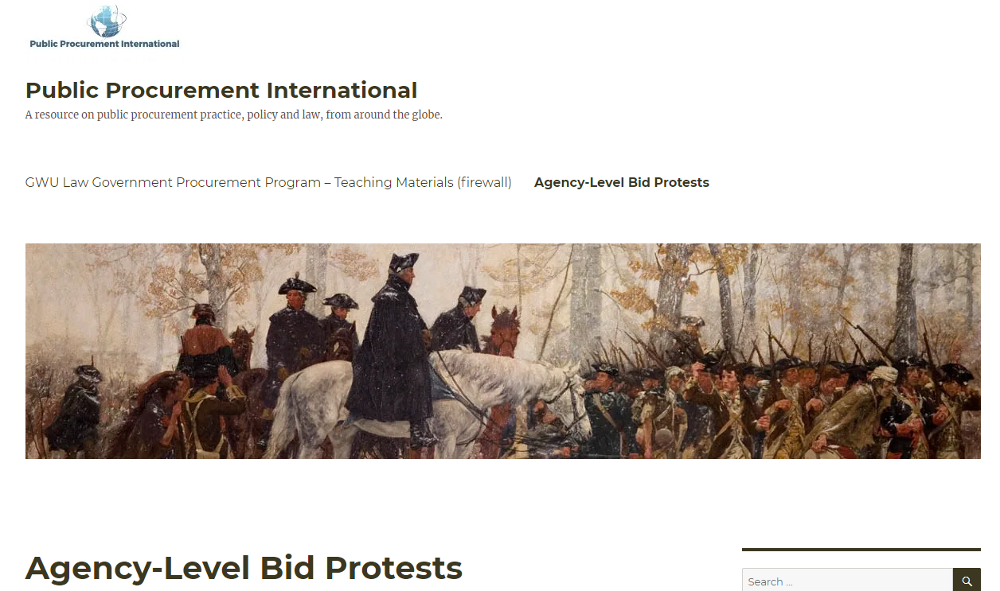 Public Procurement International
Public Procurement International
A resource on public procurement practice, policy and law, from around the globe.
GWU Law Government Procurement Program – Teaching Materials (firewall)
Agency-Level Bid Protests
Agency-Level Bid Protests
Search ...